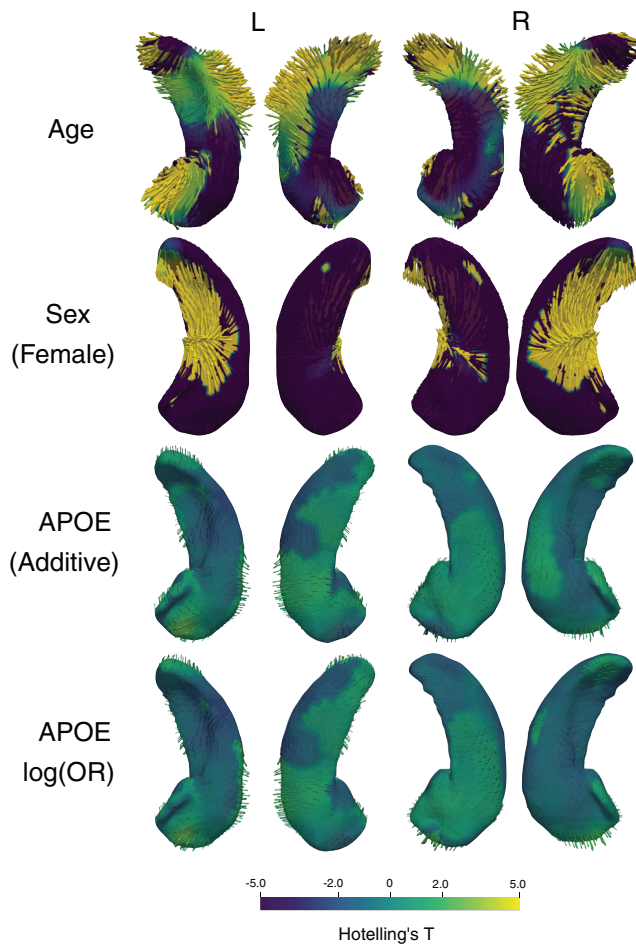 L R
Age
Sex
(Female)
APOE
(Additive)
APOE
log(OR)
-5.0 -2.0 0 2.0 5.0
Hotelling's T